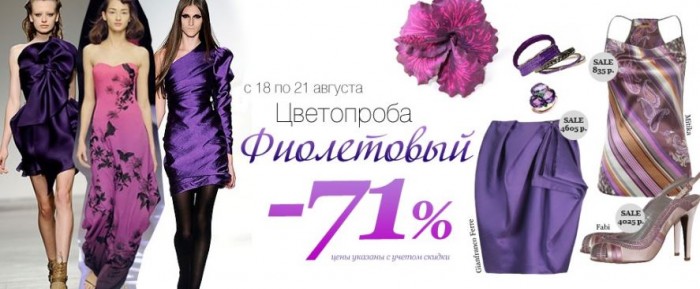 с 18 по 21 августа
Цветопроба
Фиолетовый
-71%
цены указаны с учетом скидки
SALE
835 р.
Minka
SALE
4605 р.
Gianfranco Ferre
Fabi
SALE
4025 р.